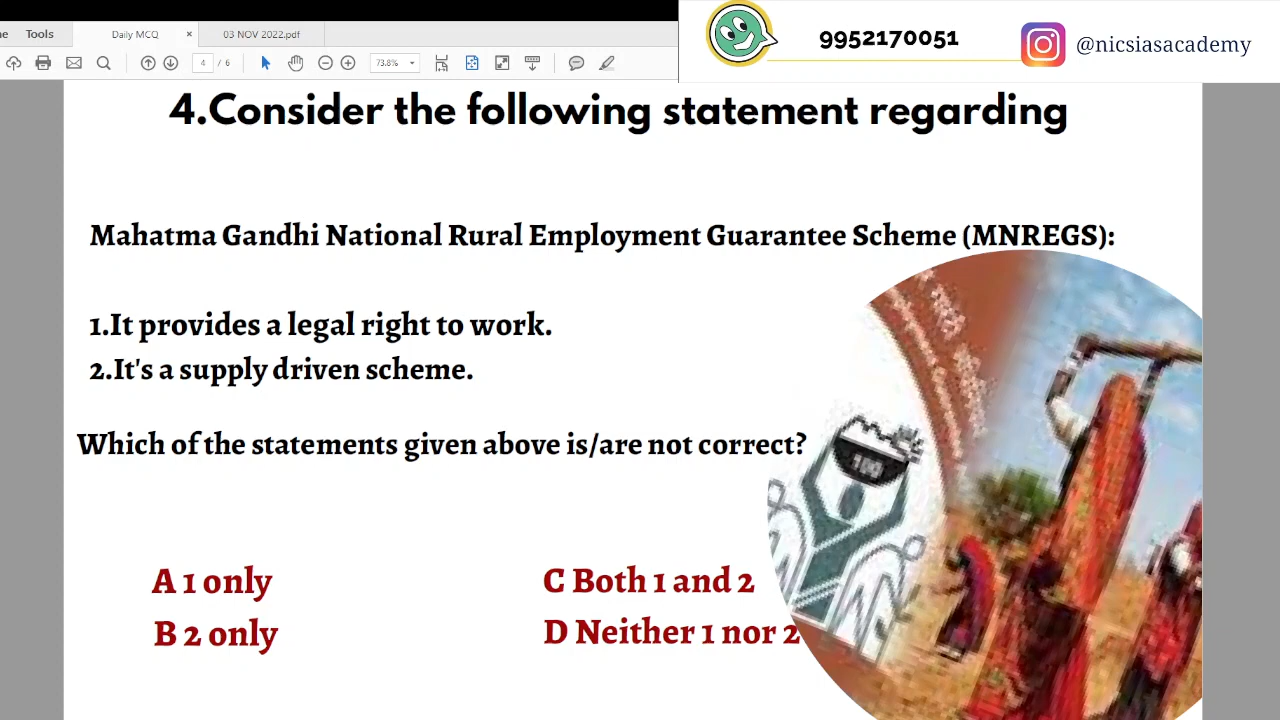 ne Tools Daily MCQ × 03 NOV 2022.pdf
9952170051 @nicsiasacademy
4 / 6 73.8%
4.Consider the following statement regarding
Mahatma Gandhi National Rural Employment Guarantee Scheme (MNREGS):
1.It provides a legal right to work.
2.It's a supply driven scheme.
Which of the statements given above is/are not correct?
A 1 only
B 2 only
C Both 1 and 2
D Neither 1 nor 2